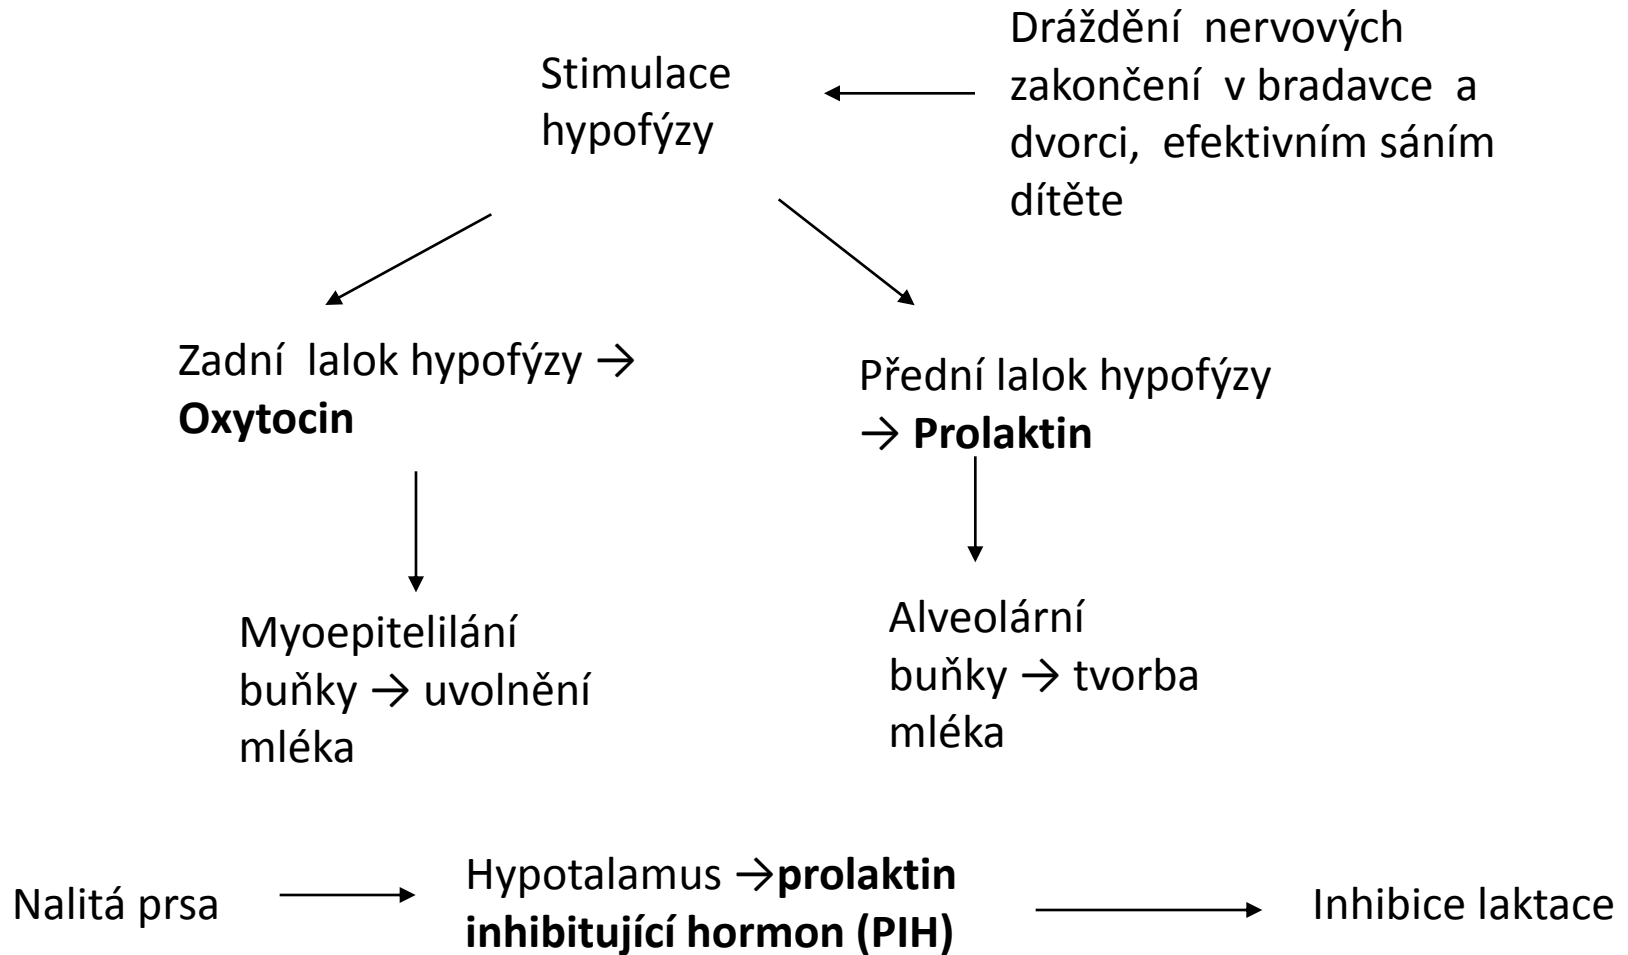 Dráždění nervových
zakončení v bradavce a
dvorci, efektivním sáním
dítěte
Stimulace
hypofýzy
Zadní lalok hypofýzy →
Oxytocin
Přední lalok hypofýzy
→ Prolaktin
Myoepitelilání
buňky → uvolnění
mléka
Alveolární
buňky → tvorba
mléka
Nalitá prsa
Hypotalamus →prolaktin
inhibitující hormon (PIH)
Inhibice laktace